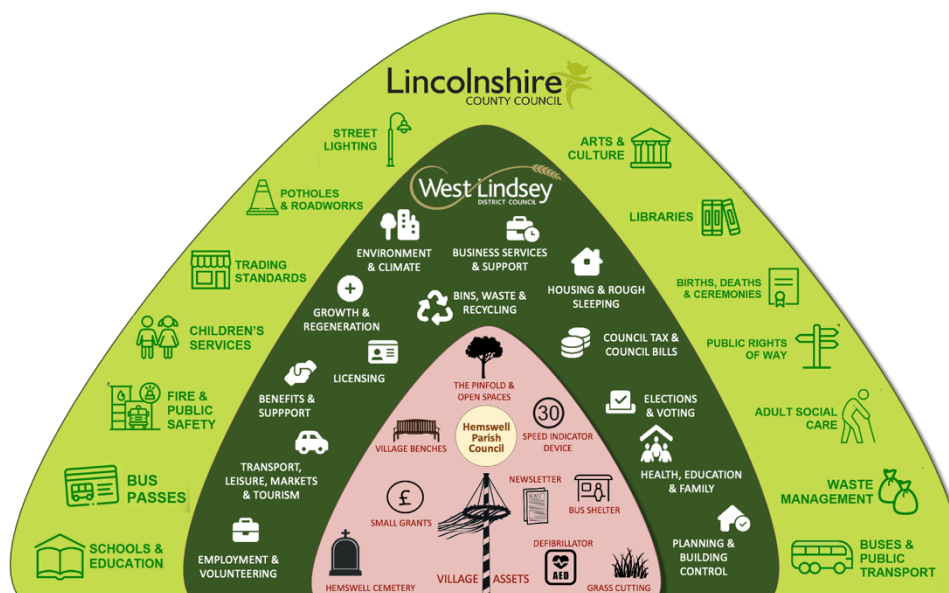 Lincolnshire
COUNTY COUNCIL
STREET
LIGHTING
ARTS &
CULTURE
POTHOLES
& ROADWORKS
LIBRARIES
TRADING
STANDARDS
BIRTHS, DEATHS
& CEREMONIES
CHILDREN'S
SERVICES
PUBLIC RIGHTS
OF WAY
FIRE &
PUBLIC
SAFETY
ADULT SOCIAL
CARE
BUS
PASSES
WASTE
MANAGEMENT
SCHOOLS &
EDUCATION
BUSES &
PUBLIC
TRANSPORT
West Lindsey
DISTRICT COUNCIL
ENVIRONMENT
& CLIMATE
BUSINESS SERVICES
& SUPPORT
GROWTH &
REGENERATION
BINS, WASTE &
RECYCLING
HOUSING & ROUGH
SLEEPING
LICENSING
COUNCIL TAX &
COUNCIL BILLS
BENEFITS &
SUPPPORT
ELECTIONS
& VOTING
TRANSPORT,
LEISURE, MARKETS
& TOURISM
HEALTH, EDUCATION
& FAMILY
EMPLOYMENT &
VOLUNTEERING
PLANNING &
BUILDING
CONTROL
THE PINFOLD &
OPEN SPACES
Hemswell
Parish
Council
VILLAGE BENCHES
30
SPEED INDICATOR
DEVICE
£
SMALL GRANTS
NEWSLETTER
BUS SHELTER
DEFIBRILLATOR
AED
HEMSWELL CEMETERY
VILLAGE ASSETS
GRASS CUTTING